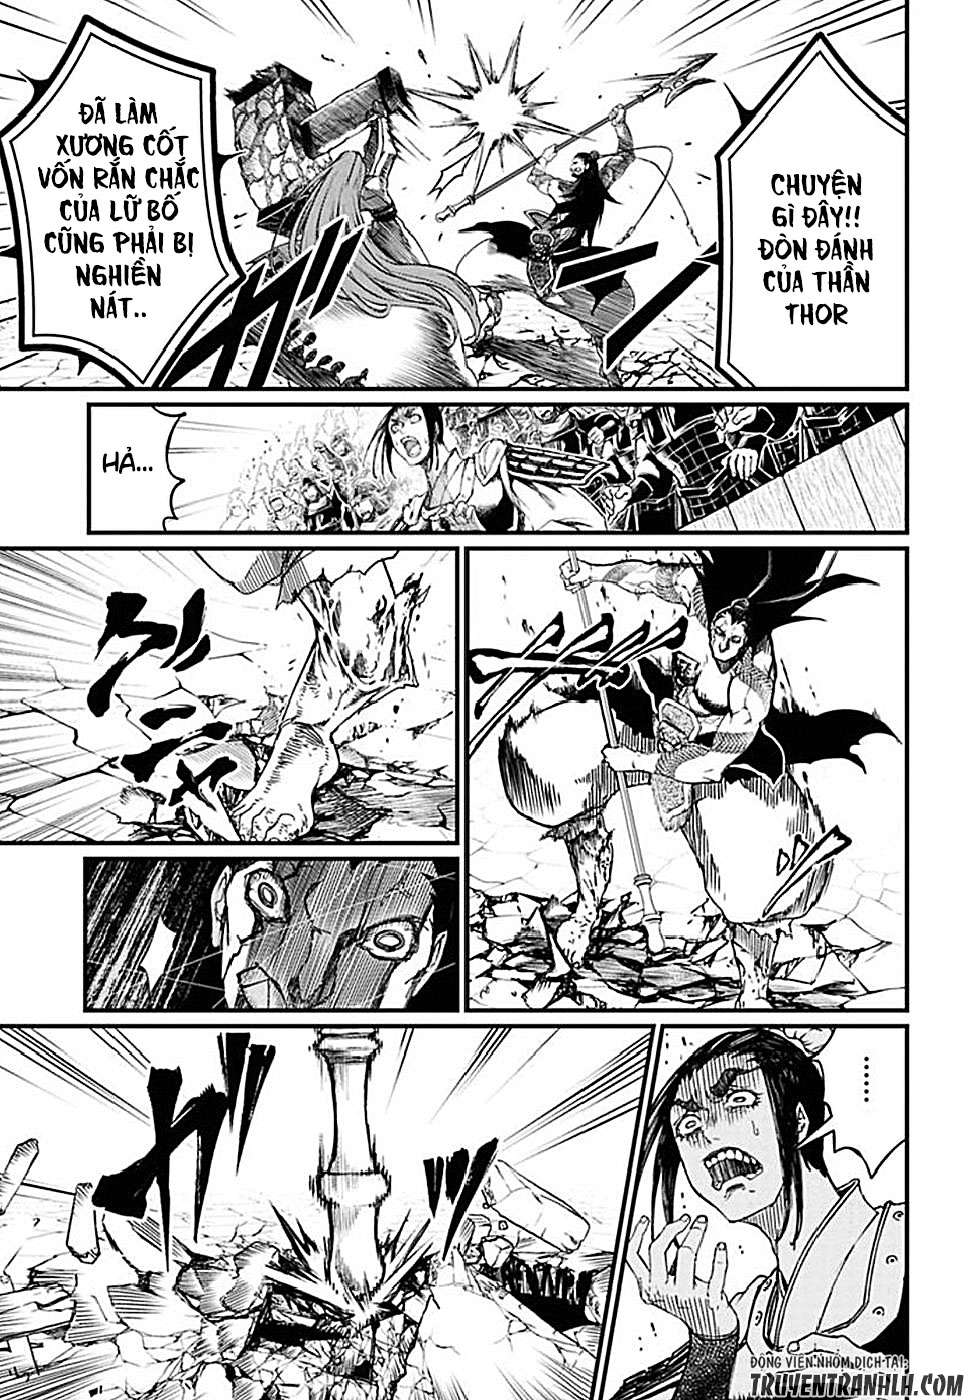 CHUYỆN
GÌ ĐÂY!!
ĐÒN ĐÁNH
CỦA THẦN
THOR
ĐÃ LÀM
XƯƠNG CỐT
VỐN RẮN CHẮC
CỦA LỮ BỐ
CŨNG PHẢI BỊ
NGHIỀN
NÁT..
HẢ...
......
ĐỘNG VIÊN NHÓM DỊCH TẠI:
TRUYENTRANHLH.COM